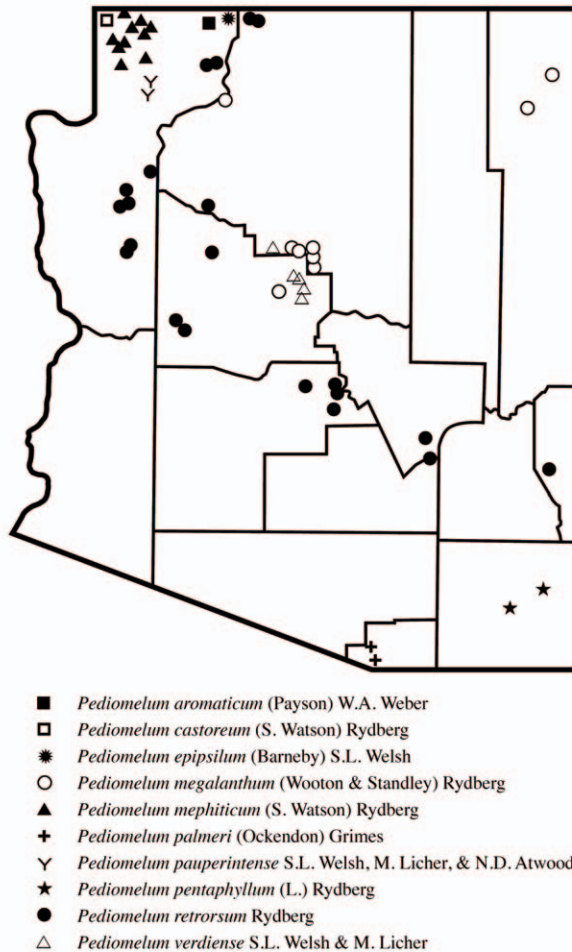 Pediomelum aromaticum (Payson) W.A. Weber
Pediomelum castoreum (S. Watson) Rydberg
Pediomelum epipsilum (Barneby) S.L. Welsh
Pediomelum megalanthum (Wooton & Standley) Rydberg
Pediomelum mephiticum (S. Watson) Rydberg
Pediomelum palmeri (Ockendon) Grimes
Pediomelum pauperintense S.L. Welsh, M. Licher, & N.D. Atwood
Pediomelum pentaphyllum (L.) Rydberg
Pediomelum retrorsum Rydberg
Pediomelum verdiense S.L. Welsh & M. Licher